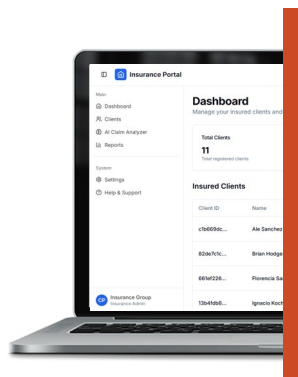 Insurance Portal
Main
Dashboard
Clients
AI Claim Analyzer
Reports
System
Settings
Help & Support
CP
Insurance Group
Insurance Admin
Dashboard
Manage your insured clients and
Total Clients
11
Total registered clients
Insured Clients
Client ID Name
c1b669dc... Ale Sanchez
82de7c1c... Brian Hodge
661ef226... Florencia Sa
13b4fdb8... Ignacio Koch